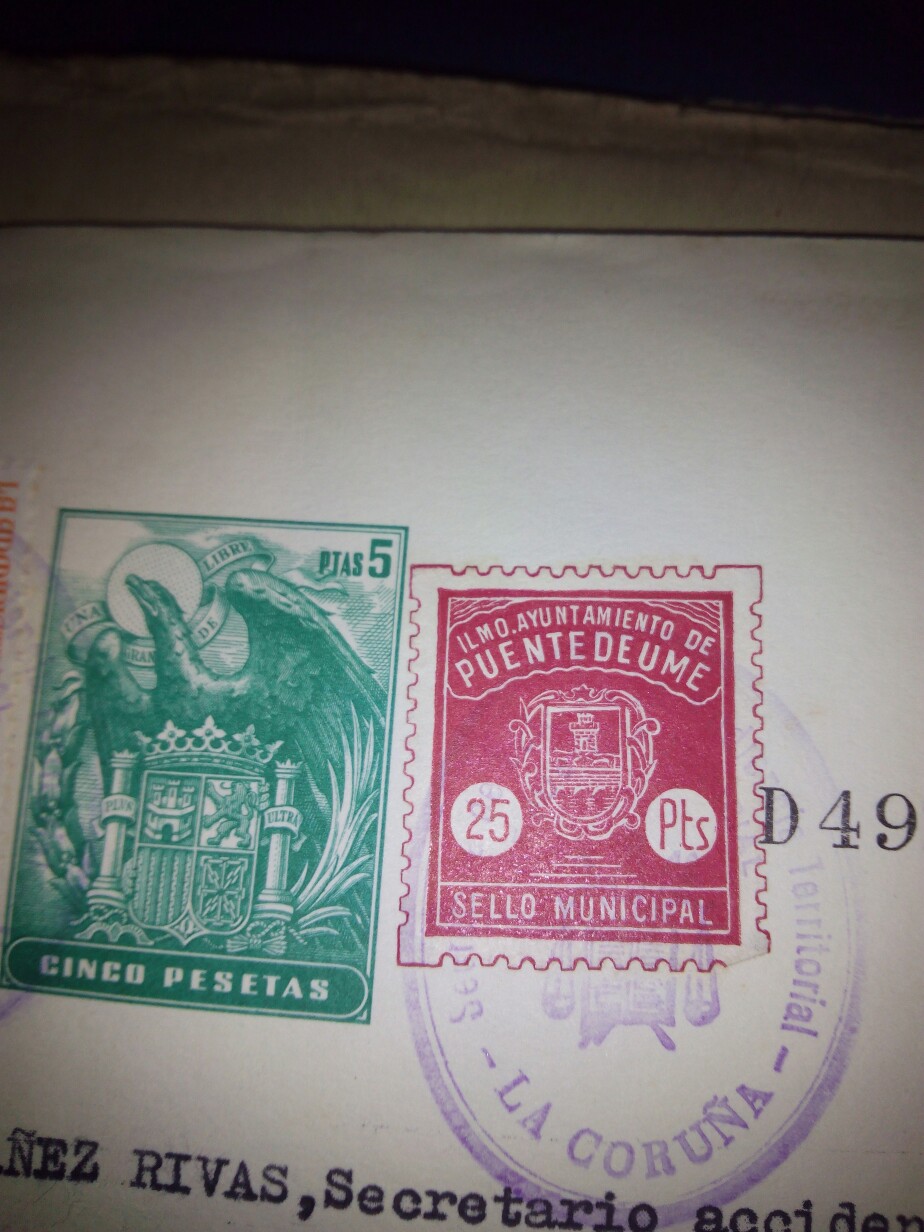 UNA
GRANDE
LIBRE
PTAS 5
PLUS
ULTRA
CINCO PESETAS
ILMO. AYUNTAMIENTO DE
PUENTEDEUME
25 Pts
SELLO MUNICIPAL
D 49
Territorial - LA CORUÑA -
ÑEZ RIVAS,Secretario acciden